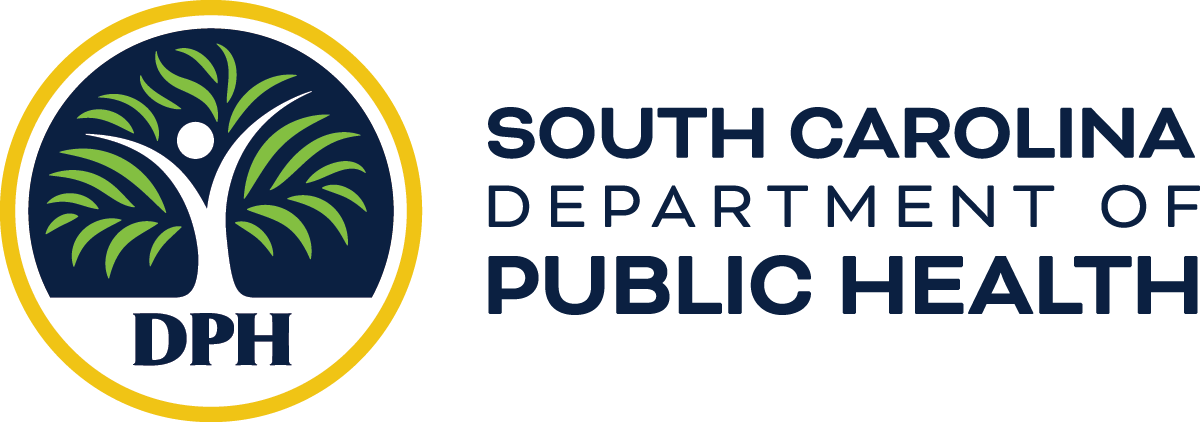 DPH
SOUTH CAROLINA
DEPARTMENT OF
PUBLIC HEALTH